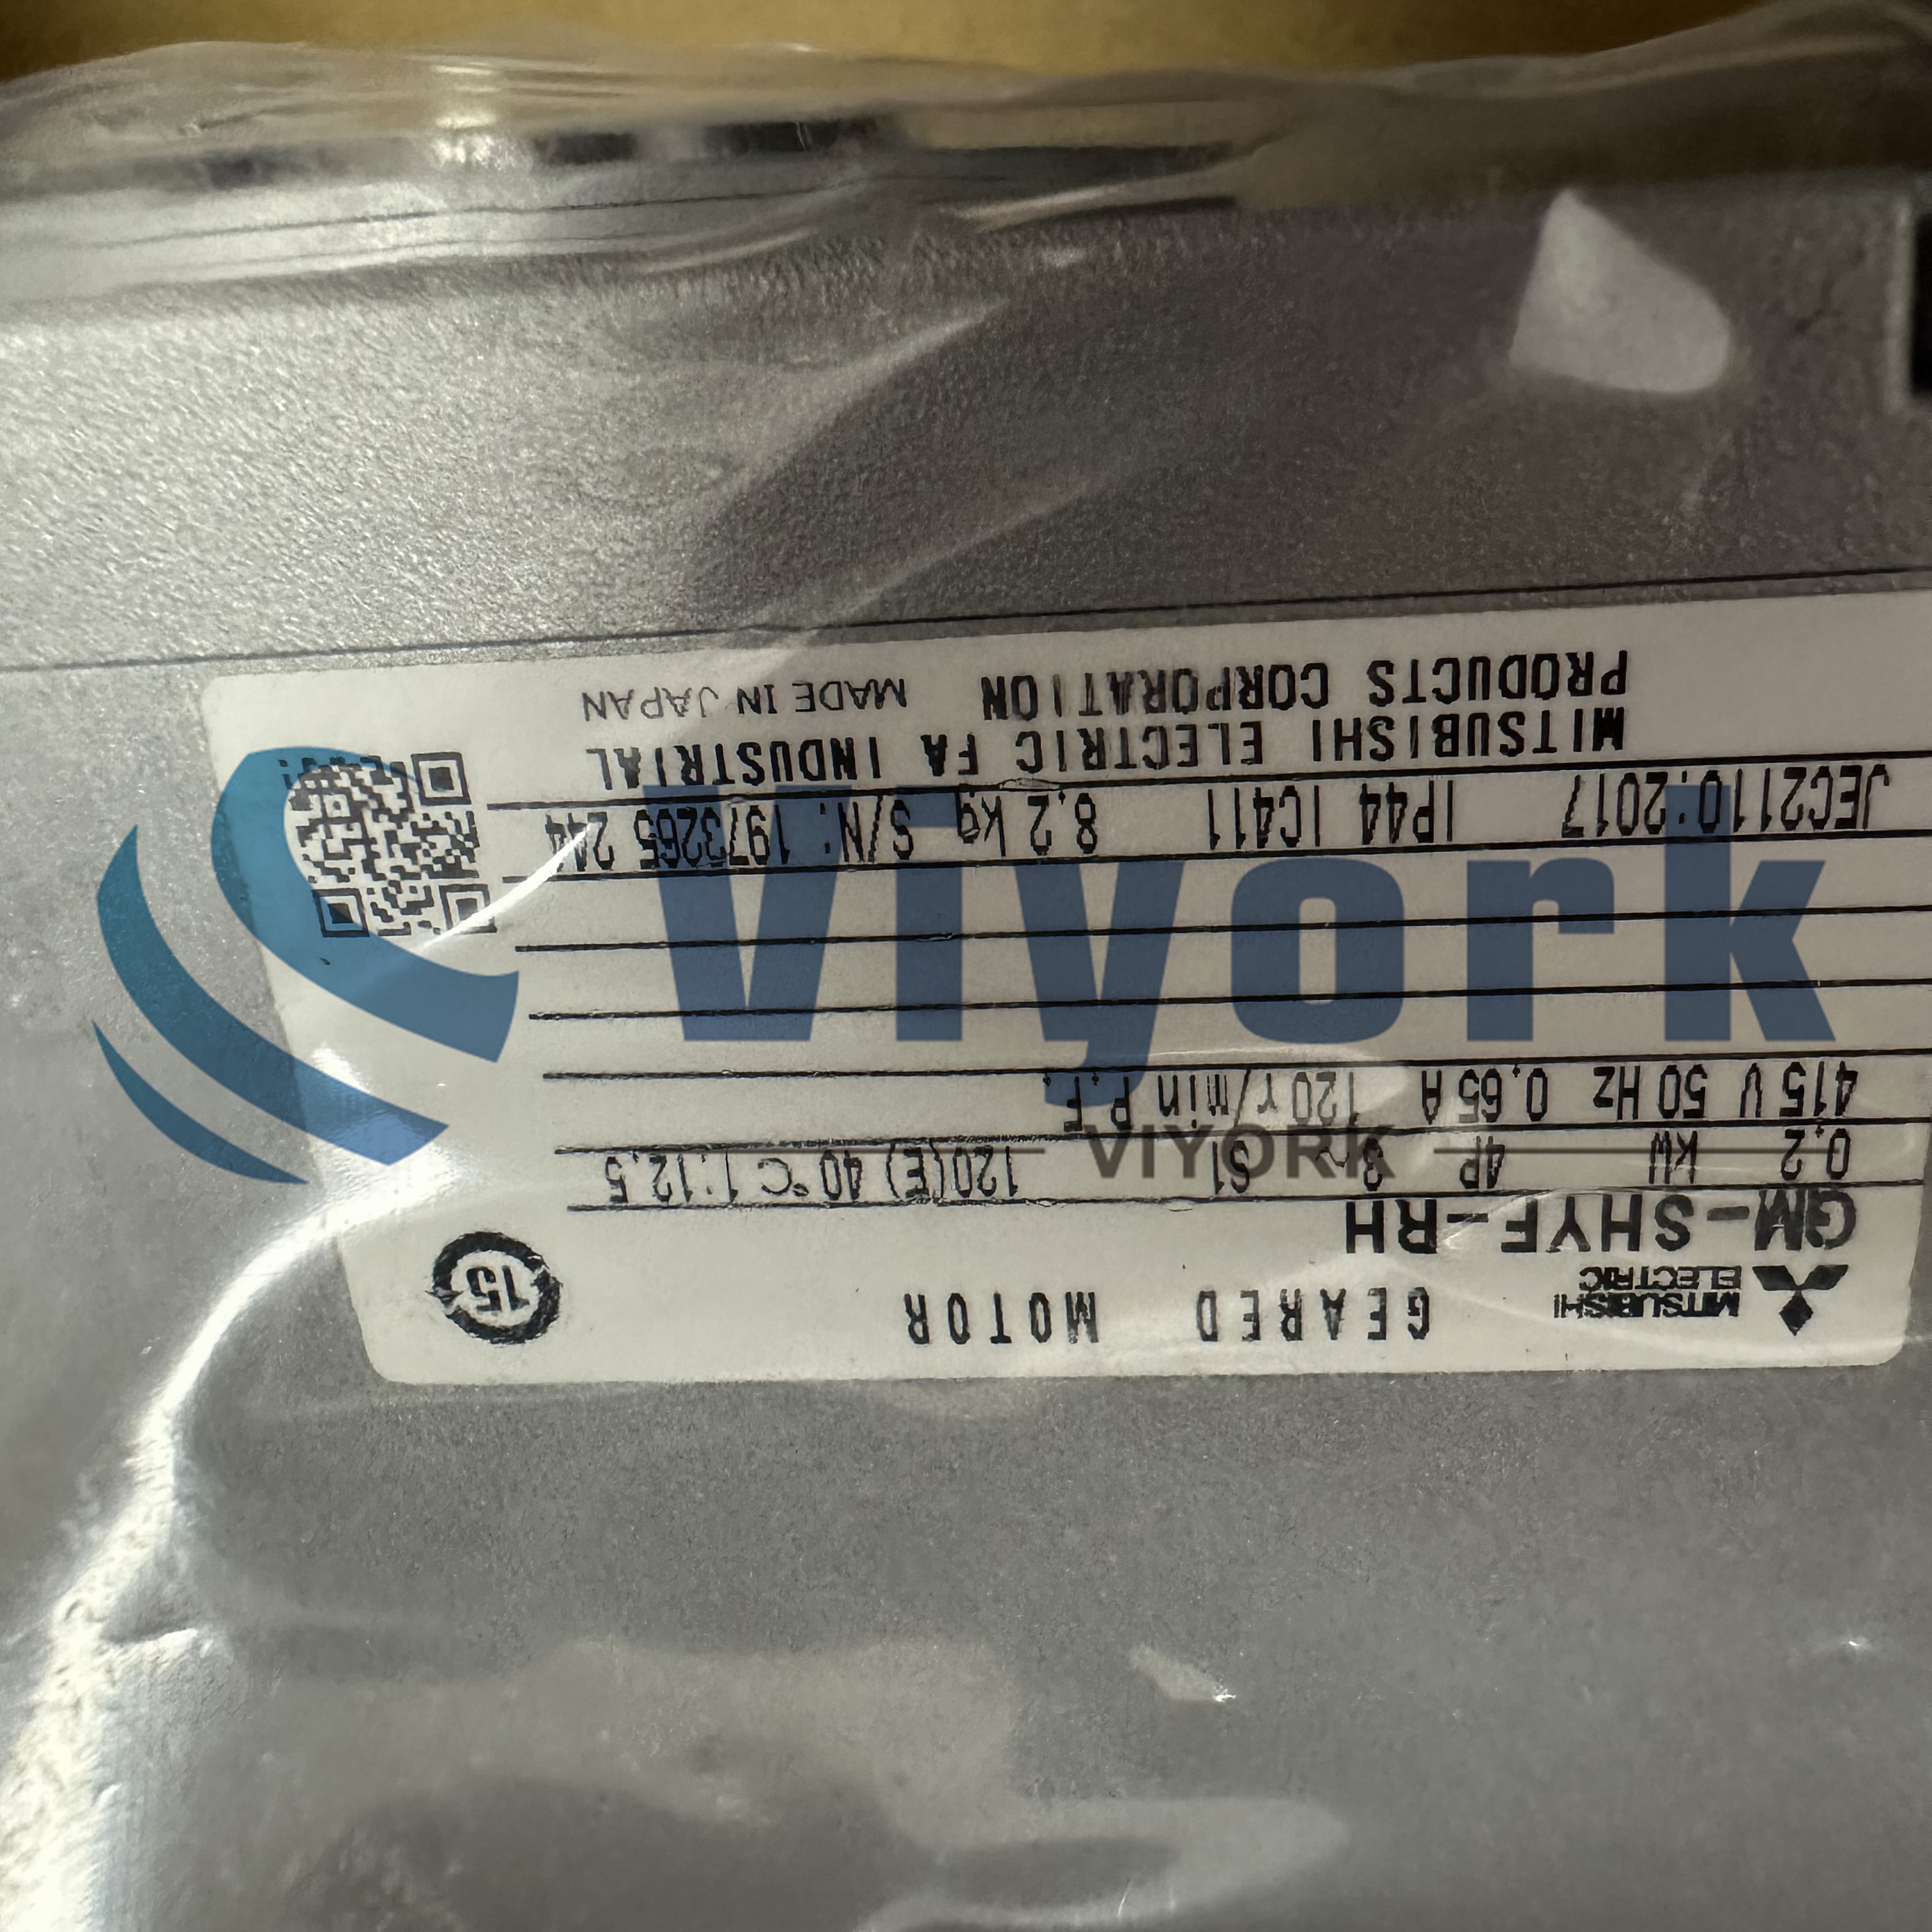 MITSUBISHI
ELECTRIC
GEARED MOTOR
15
GM-SHYF-RH
0.2 kW 4P 3~ S1 120(E) 40°C 1:12.5
415 V 50 Hz 0.65 A 120 r/min P.F.
JEC2110:2017 IP44 IC411 8.2 kg S/N: 1973265 244
MITSUBISHI ELECTRIC FA INDUSTRIAL
PRODUCTS CORPORATION MADE IN JAPAN
Viyork
VIYORK